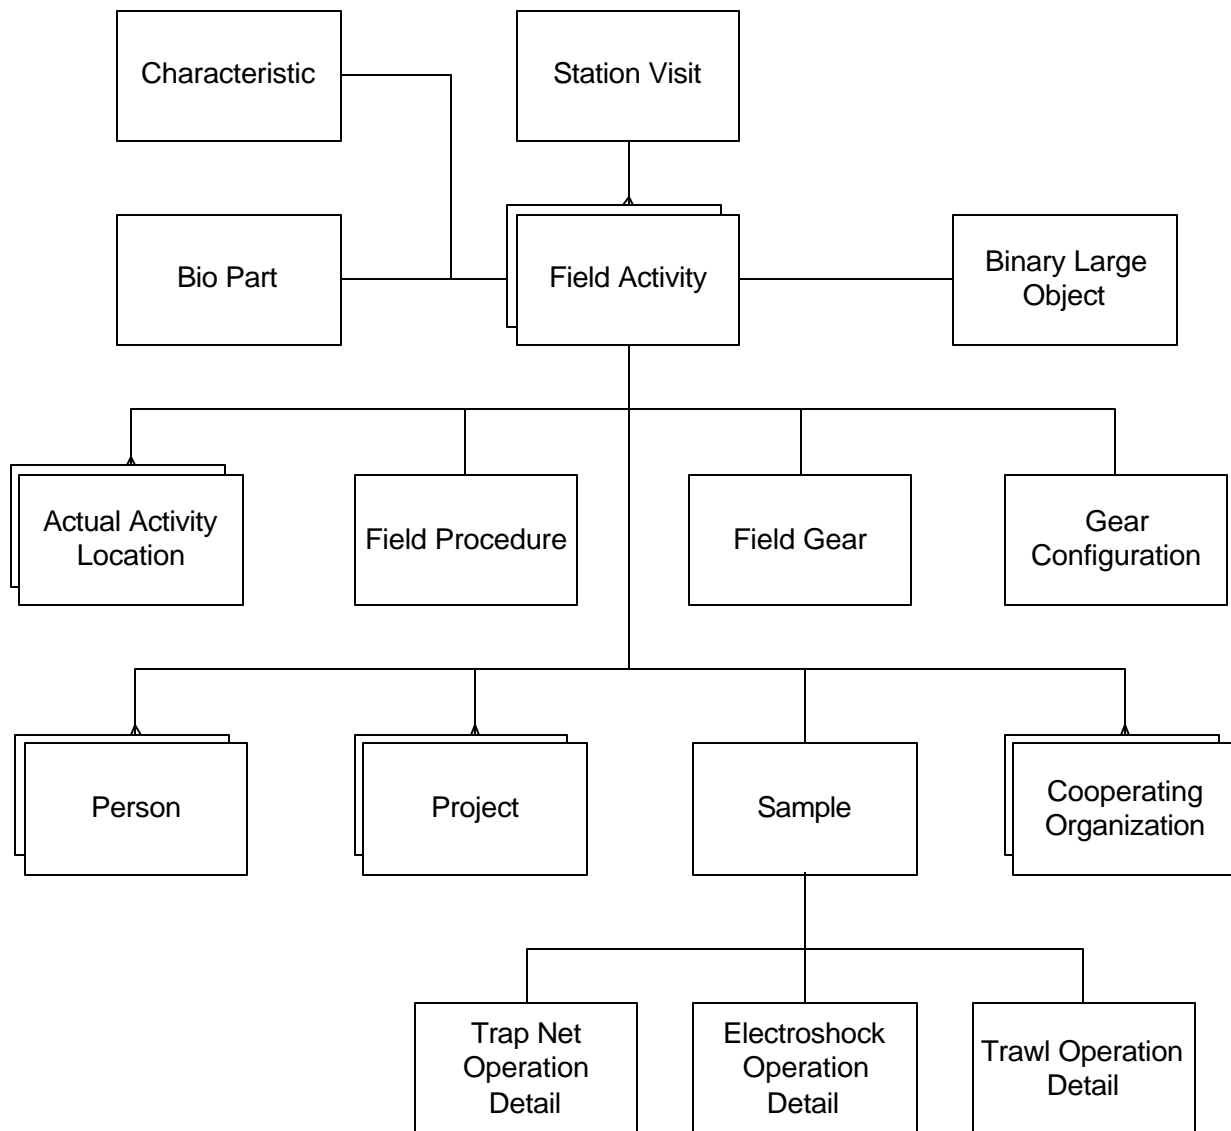 Characteristic
Station Visit
Bio Part
Field Activity
Binary Large
Object
Actual Activity
Location
Field Procedure
Field Gear
Gear
Configuration
Person
Project
Sample
Cooperating
Organization
Trap Net
Operation
Detail
Electroshock
Operation
Detail
Trawl Operation
Detail